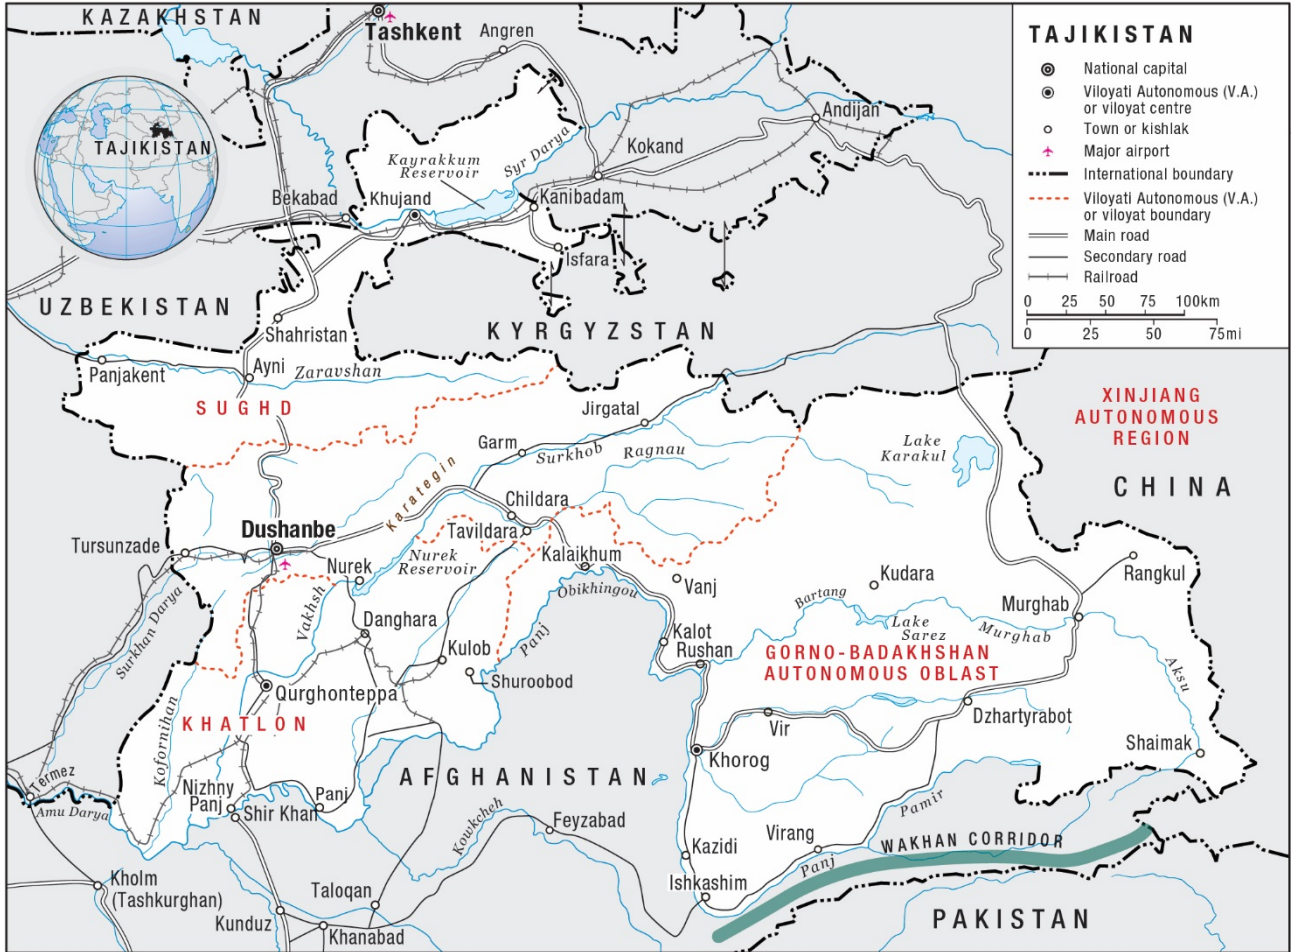 KAZAKHSTAN
Tashkent
Angren
TAJIKISTAN
National capital
Viloyati Autonomous (V.A.)
or viloyat centre
Town or kishlak
Major airport
International boundary
Viloyati Autonomous (V.A.)
or viloyat boundary
Main road
Secondary road
Railroad
0 25 50 75 100km
0 25 50 75mi
TAJIKISTAN
Andijan
Syr Darya
Kokand
Kayrakkum
Reservoir
Bekabad
Khujand
Kanibadam
Isfara
UZBEKISTAN
KYRGYZSTAN
Shahristan
Panjakent
Ayni
Zaravshan
SUGHD
Jirgatal
Garm
Surkhob
Ragnau
Lake
Karakul
XINJIANG
AUTONOMOUS
REGION
CHINA
Karategin
Childara
Dushanbe
Tavildara
Tursunzade
Nurek
Nurek
Reservoir
Kalaikhum
Obikhingou
Vanj
Kudara
Rangkul
Surkhan Darya
Vakhsh
Danghara
Panj
Bartang
Lake
Sarez
Murghab
Murghab
Kulob
Kalot
Rushan
Shuroobod
GORNO-BADAKHSHAN
AUTONOMOUS OBLAST
Aksu
Qurghonteppa
KHATLON
Kofornihan
Vir
Dzhartyrabot
Khorog
Shaimak
AFGHANISTAN
Termez
Amu Darya
Nizhny
Panj
Shir Khan
Panj
Kowkcheh
Feyzabad
Pamir
Virang
Kazidi
Panj
WAKHAN CORRIDOR
Kholm
(Tashkurghan)
Taloqan
Ishkashim
Kunduz
Khanabad
PAKISTAN